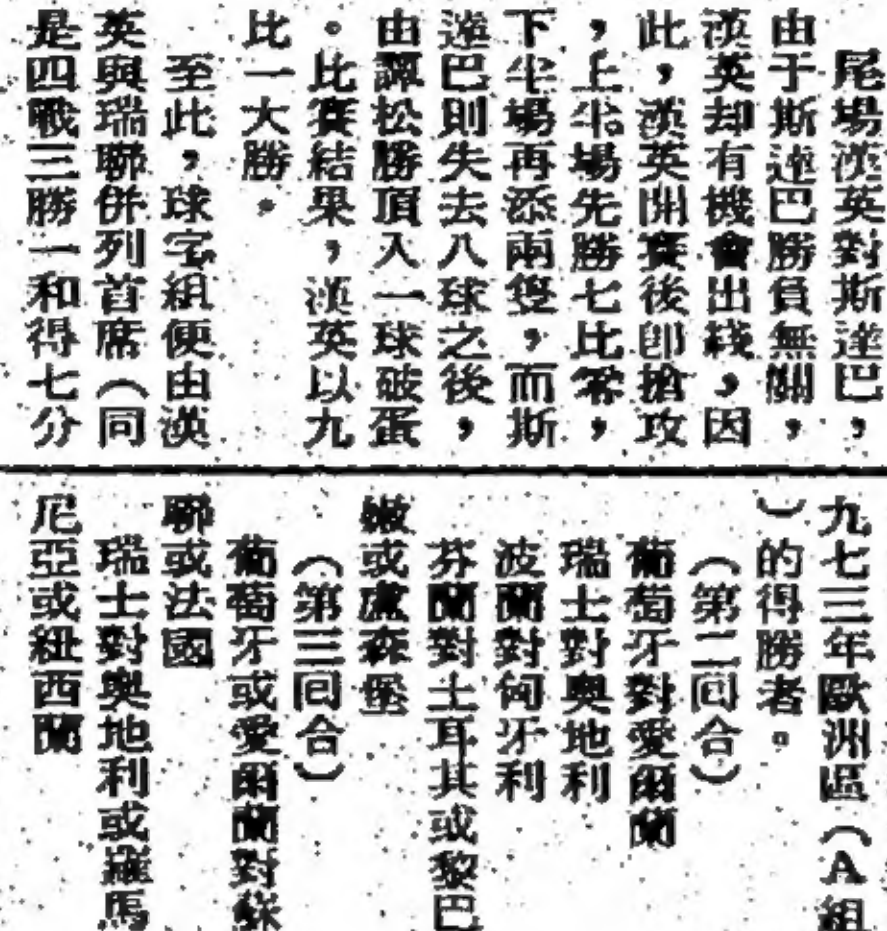 尾場漢英對斯達巴，
由于斯達巴勝負無關，
漢英却有機會出綫，因
此，漢英開賽後即搶攻
，上半場先勝七比零，
下半場再添兩隻，而斯
達巴則失去八球之後，
由譚松勝頂入一球破蛋
。此賽結果，漢英以九
比一大勝。
至此，球字組便由漢
英與瑞聯併列首席（同
是四戰三勝一和得七分
九七三年歐洲區（A組
）的得勝者。
（第二回合）
葡萄牙對愛爾蘭
瑞士對奥地利
波蘭對匈牙利
芬蘭對土耳其或黎巴
嫩或盧森堡
（第三回合）
葡萄牙或愛爾蘭對蘇
聯或法國
瑞士對奥地利或羅馬
尼亞或紐西蘭